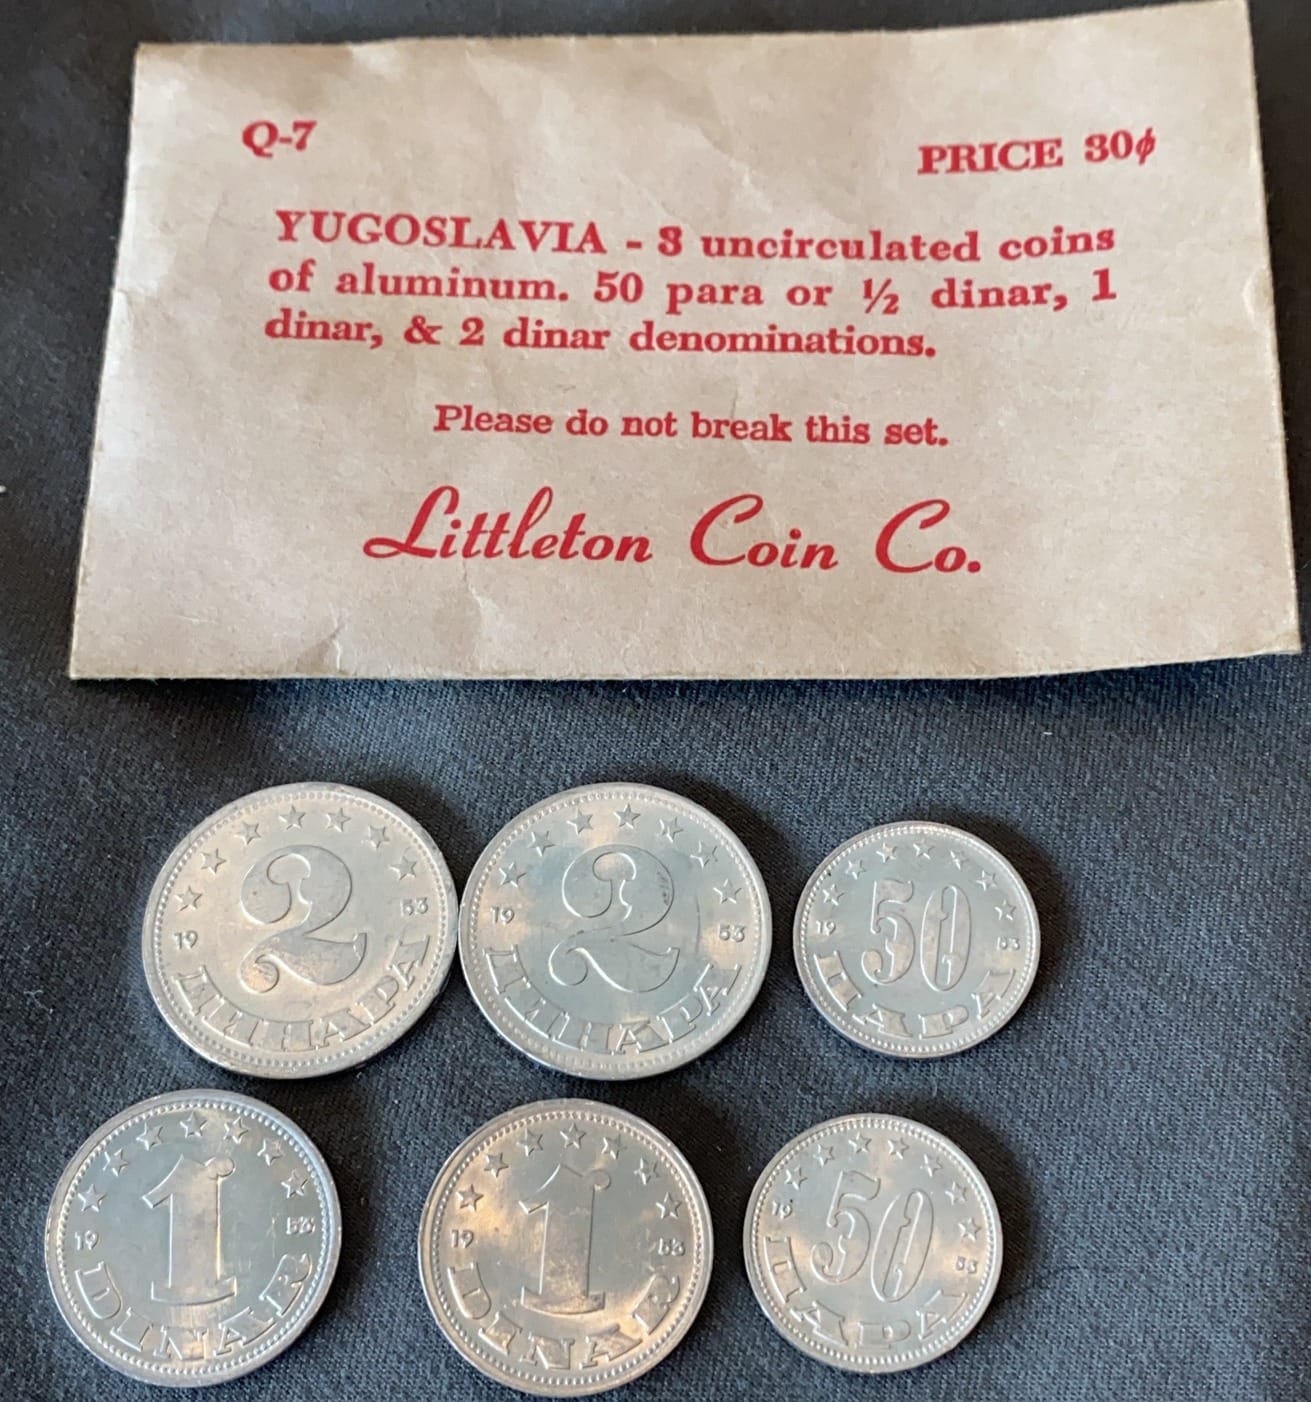 Q-7
PRICE 30¢
YUGOSLAVIA - 3 uncirculated coins
of aluminum. 50 para or ½ dinar, 1
dinar, & 2 dinar denominations.
Please do not break this set.
Littleton Coin Co.
2
19 53
ДИНАРА
2
19 53
ДИНАРА
50
19 53
ПАРА
1
19 53
DINAR
1
19 53
DINAR
50
19 53
ПАРА